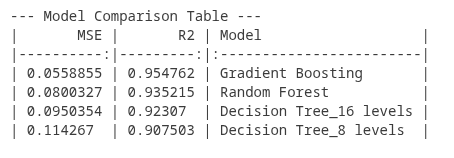 --- Model Comparison Table ---
|       MSE |       R2 | Model                   |
|----------:|---------:|:------------------------|
| 0.0558855 | 0.954762 | Gradient Boosting       |
| 0.0800327 | 0.935215 | Random Forest           |
| 0.0950354 | 0.92307  | Decision Tree_16 levels |
| 0.114267  | 0.907503 | Decision Tree_8 levels  |